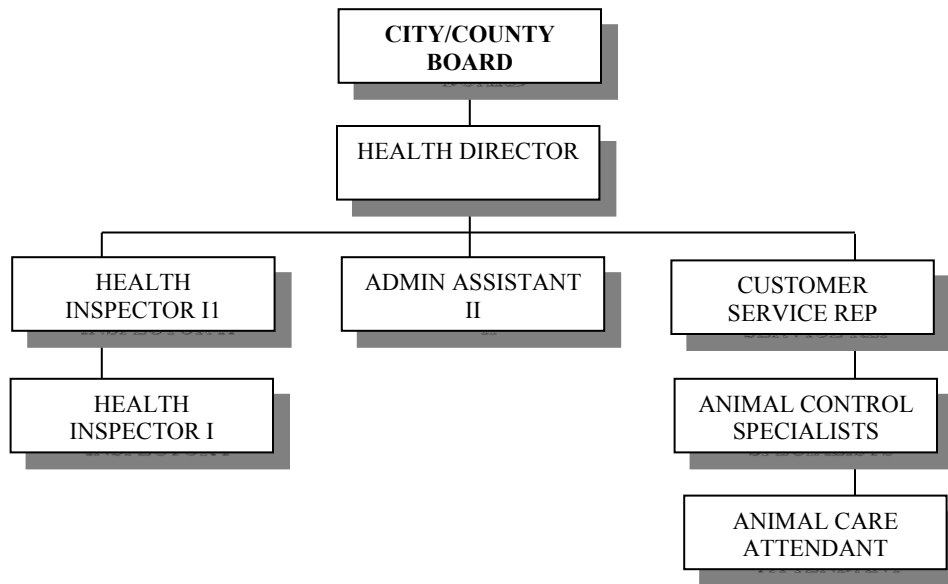 CITY/COUNTY
BOARD
HEALTH DIRECTOR
HEALTH
INSPECTOR I1
ADMIN ASSISTANT
II
CUSTOMER
SERVICE REP
HEALTH
INSPECTOR I
ANIMAL CONTROL
SPECIALISTS
ANIMAL CARE
ATTENDANT